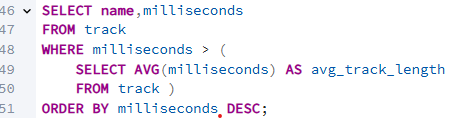 46 SELECT name,milliseconds
47 FROM track
48 WHERE milliseconds > (
49 SELECT AVG(milliseconds) AS avg_track_length
50 FROM track )
51 ORDER BY milliseconds DESC;